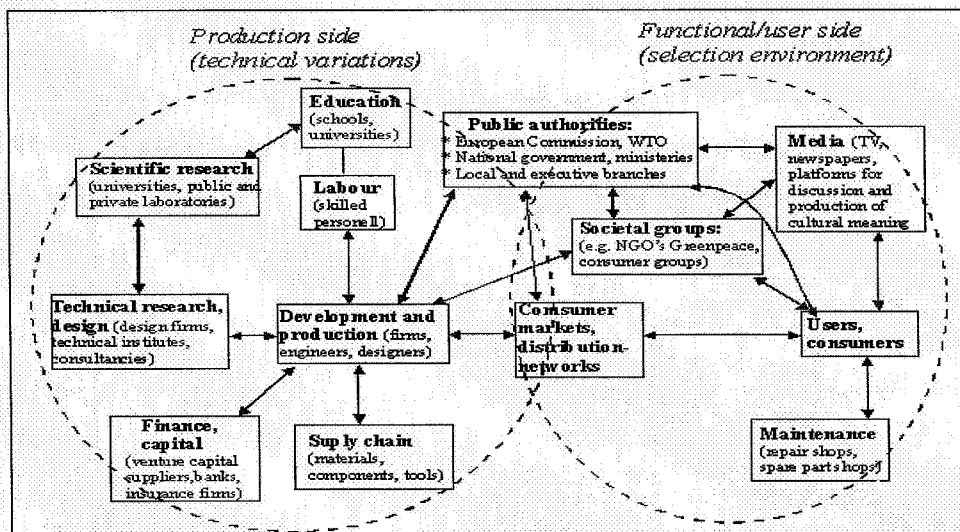 Production side
(technical variations)
Functional/user side
(selection environment)
Education
(schools,
universities)
Public authorities:
* European Commission, WTO
* National government, ministeries
* Local and executive branches
Media (TV,
newspapers,
platforms for
discussion and
production of
cultural meaning
Scientific research
(universities, public and
private laboratories)
Labour
(skilled
personell)
Societal groups:
(e.g. NGO's Greenpeace,
consumer groups)
Technical research,
design (design firms,
technical institutes,
consultancies)
Development and
production (firms,
engineers, designers)
Consumer
markets,
distribution-
networks
Users,
consumers
Finance,
capital
(venture capital
suppliers,banks,
insurance firms)
Supply chain
(materials,
components, tools)
Maintenance
(repair shops,
spare part shops)